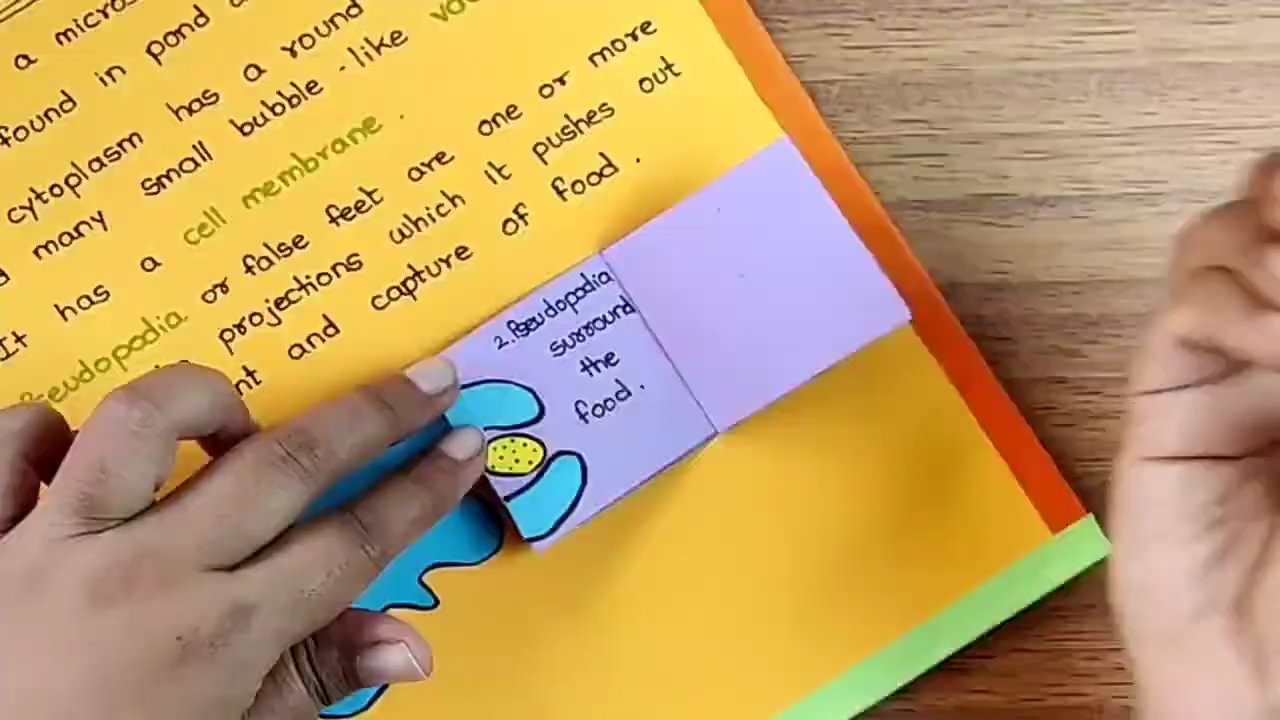 a
found in pond
cytoplasm has a round
many small bubble-like
It has a cell membrane.
Pseudopodia or false feet are one or more
projections which it pushes out
and capture of food.
2. Pseudopodia
surround
the
food.